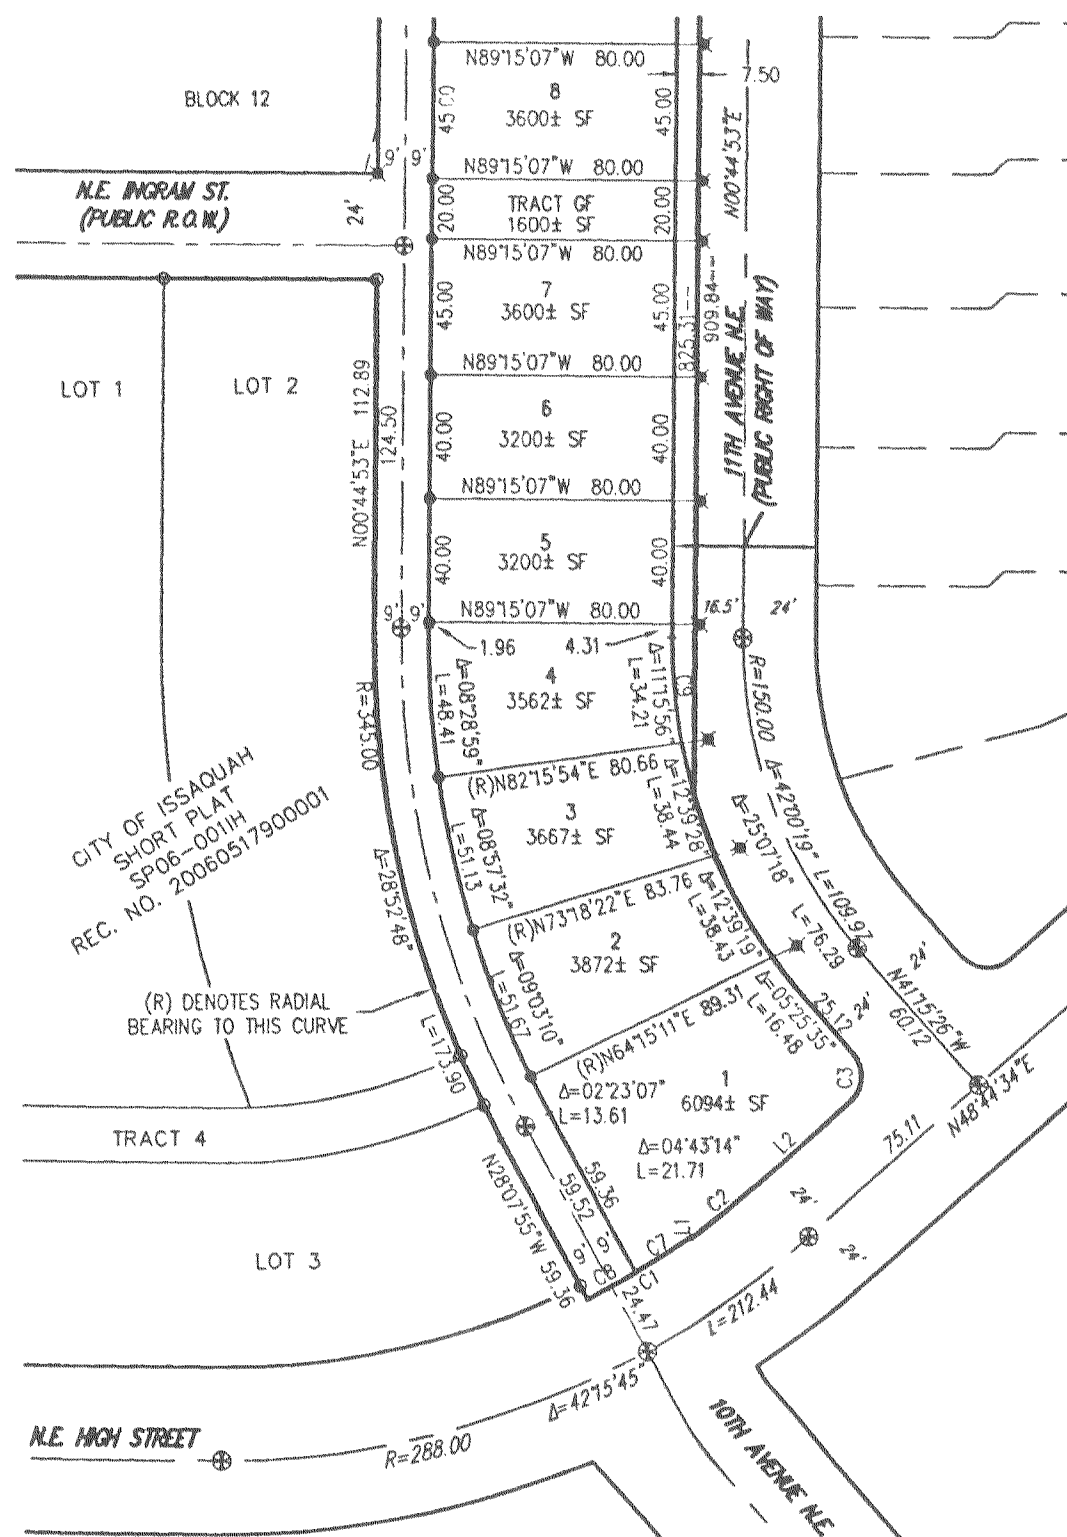 N89°15'07"W 80.00
7.50
BLOCK 12
8
3600± SF
45.00
45.00
N00°44'53"E
9' 9'
N89°15'07"W 80.00
N.E. INGRAM ST.
(PUBLIC R.O.W.)
24'
20.00
TRACT GF
1600± SF
20.00
N89°15'07"W 80.00
7
3600± SF
45.00
45.00
825.31
909.84
11TH AVENUE N.E.
(PUBLIC RIGHT OF WAY)
N89°15'07"W 80.00
LOT 1
LOT 2
N00°44'53"E 112.89
124.50
6
3200± SF
40.00
40.00
N89°15'07"W 80.00
5
3200± SF
40.00
40.00
9' 9'
N89°15'07"W 80.00
16.5'
24'
1.96
4.31
4
3562± SF
Δ=08°28'59"
L=48.41
Δ=11°15'56"
L=34.21
C9
R=150.00 Δ=42°00'19" L=109.97
R=345.00
Δ=28°52'48"
L=173.90
(R)N82°15'54"E 80.66
3
3667± SF
Δ=08°57'32"
L=51.13
Δ=12°39'28"
L=38.44
Δ=25°07'18"
L=76.29
CITY OF ISSAQUAH
SHORT PLAT
SP06-001IH
REC. NO. 20060517900001
(R)N73°18'22"E 83.76
2
3872± SF
Δ=09°03'10"
L=51.67
Δ=12°39'19"
L=38.43
24'
N41°15'26"W
60.12
(R) DENOTES RADIAL
BEARING TO THIS CURVE
(R)N64°15'11"E 89.31
Δ=05°25'35"
L=16.48
25.12
24'
C3
1
6094± SF
Δ=02°23'07"
L=13.61
Δ=04°43'14"
L=21.71
L2
75.11
N48°44'34"E
TRACT 4
N28°07'55"W 59.36
59.52
59.36
9' 9'
C2
L1
C7
C1
C8
24'
24'
LOT 3
24.47
L=212.44
Δ=42°15'45"
R=288.00
N.E. HIGH STREET
10TH AVENUE N.E.